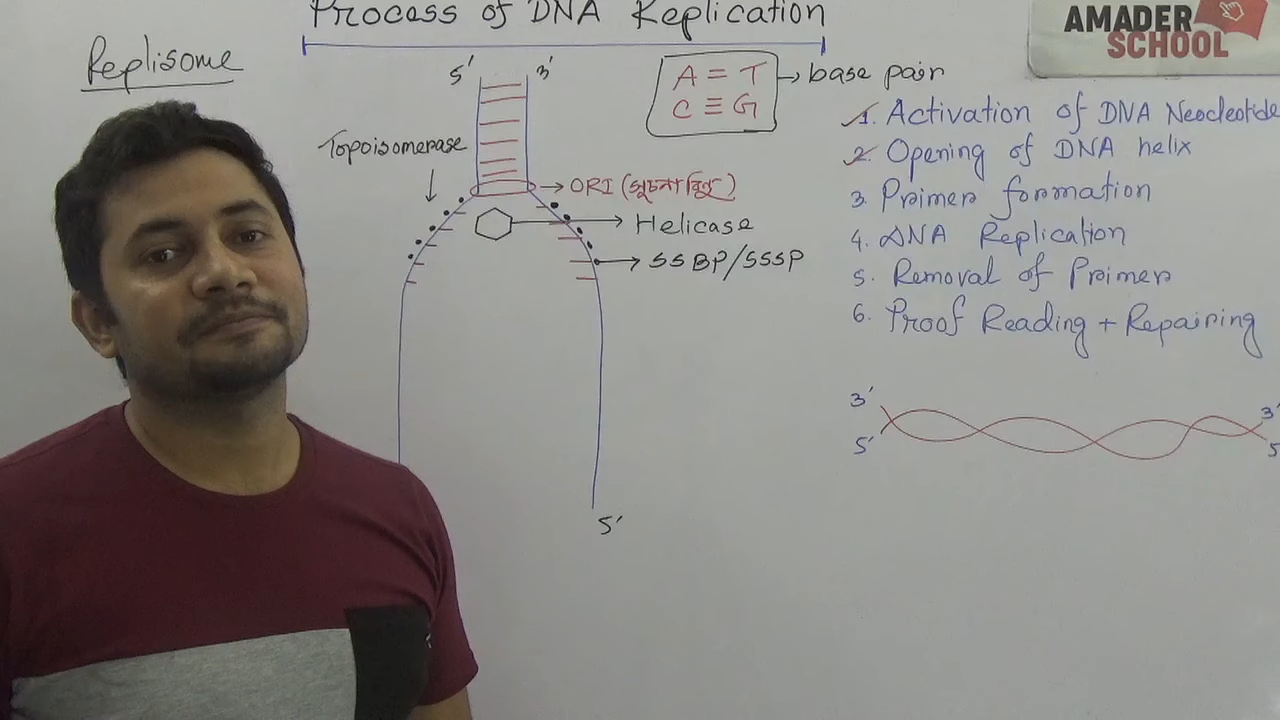 Process of DNA Replication
AMADER
SCHOOL
Replisome
5' 3'
A = T
C ≡ G
base pair
Topoisomerase
ORI (সূচনা বিন্দু)
Helicase
SSBP/SSSP
1. Activation of DNA Neocleotide
2. Opening of DNA helix
3. Primer formation
4. DNA Replication
5. Removal of Primer
6. Proof Reading + Repairing
3' 3'
5' 5'
5'